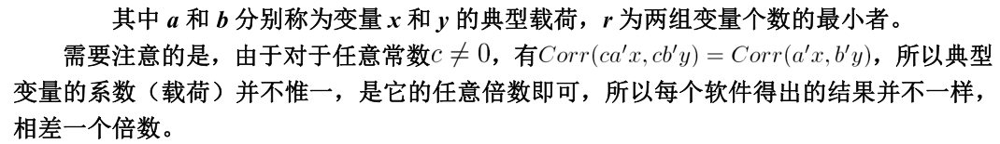 其中 a 和 b 分别称为变量 x 和 y 的典型载荷，r 为两组变量个数的最小者。
需要注意的是，由于对于任意常数c ≠ 0，有Corr(ca′x, cb′y) = Corr(a′x, b′y)，所以典型
变量的系数（载荷）并不惟一，是它的任意倍数即可，所以每个软件得出的结果并不一样，
相差一个倍数。